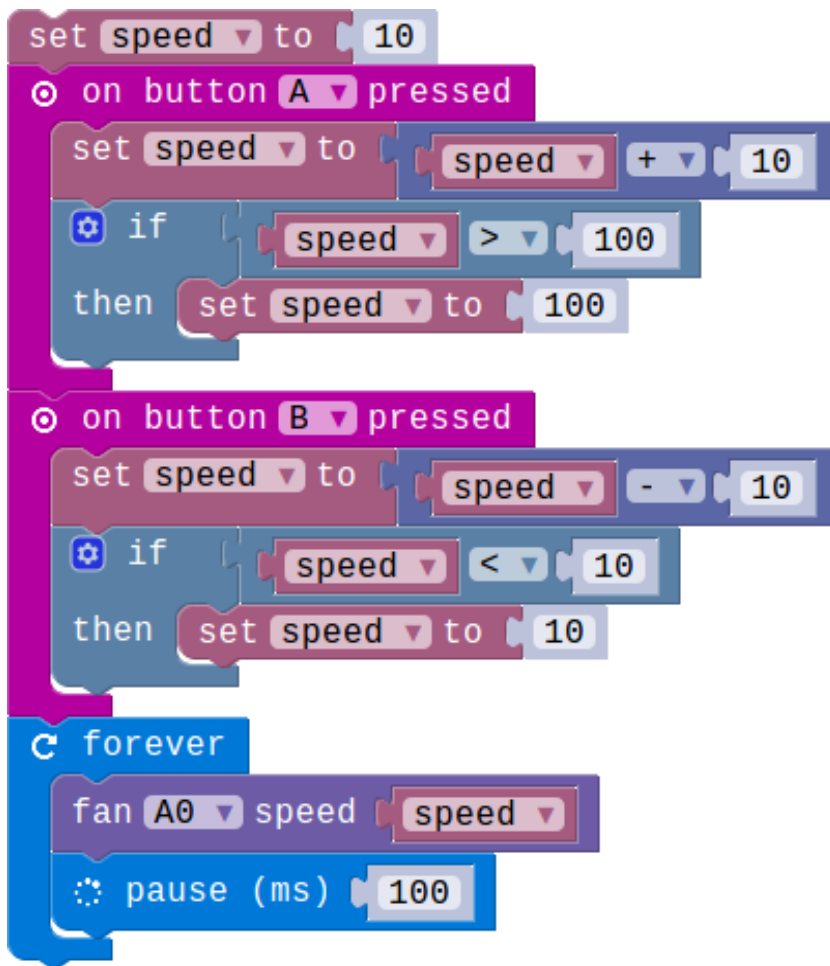 set speed to 10
on button A pressed
set speed to speed + 10
if speed > 100
then set speed to 100
on button B pressed
set speed to speed - 10
if speed < 10
then set speed to 10
forever
fan A0 speed speed
pause (ms) 100